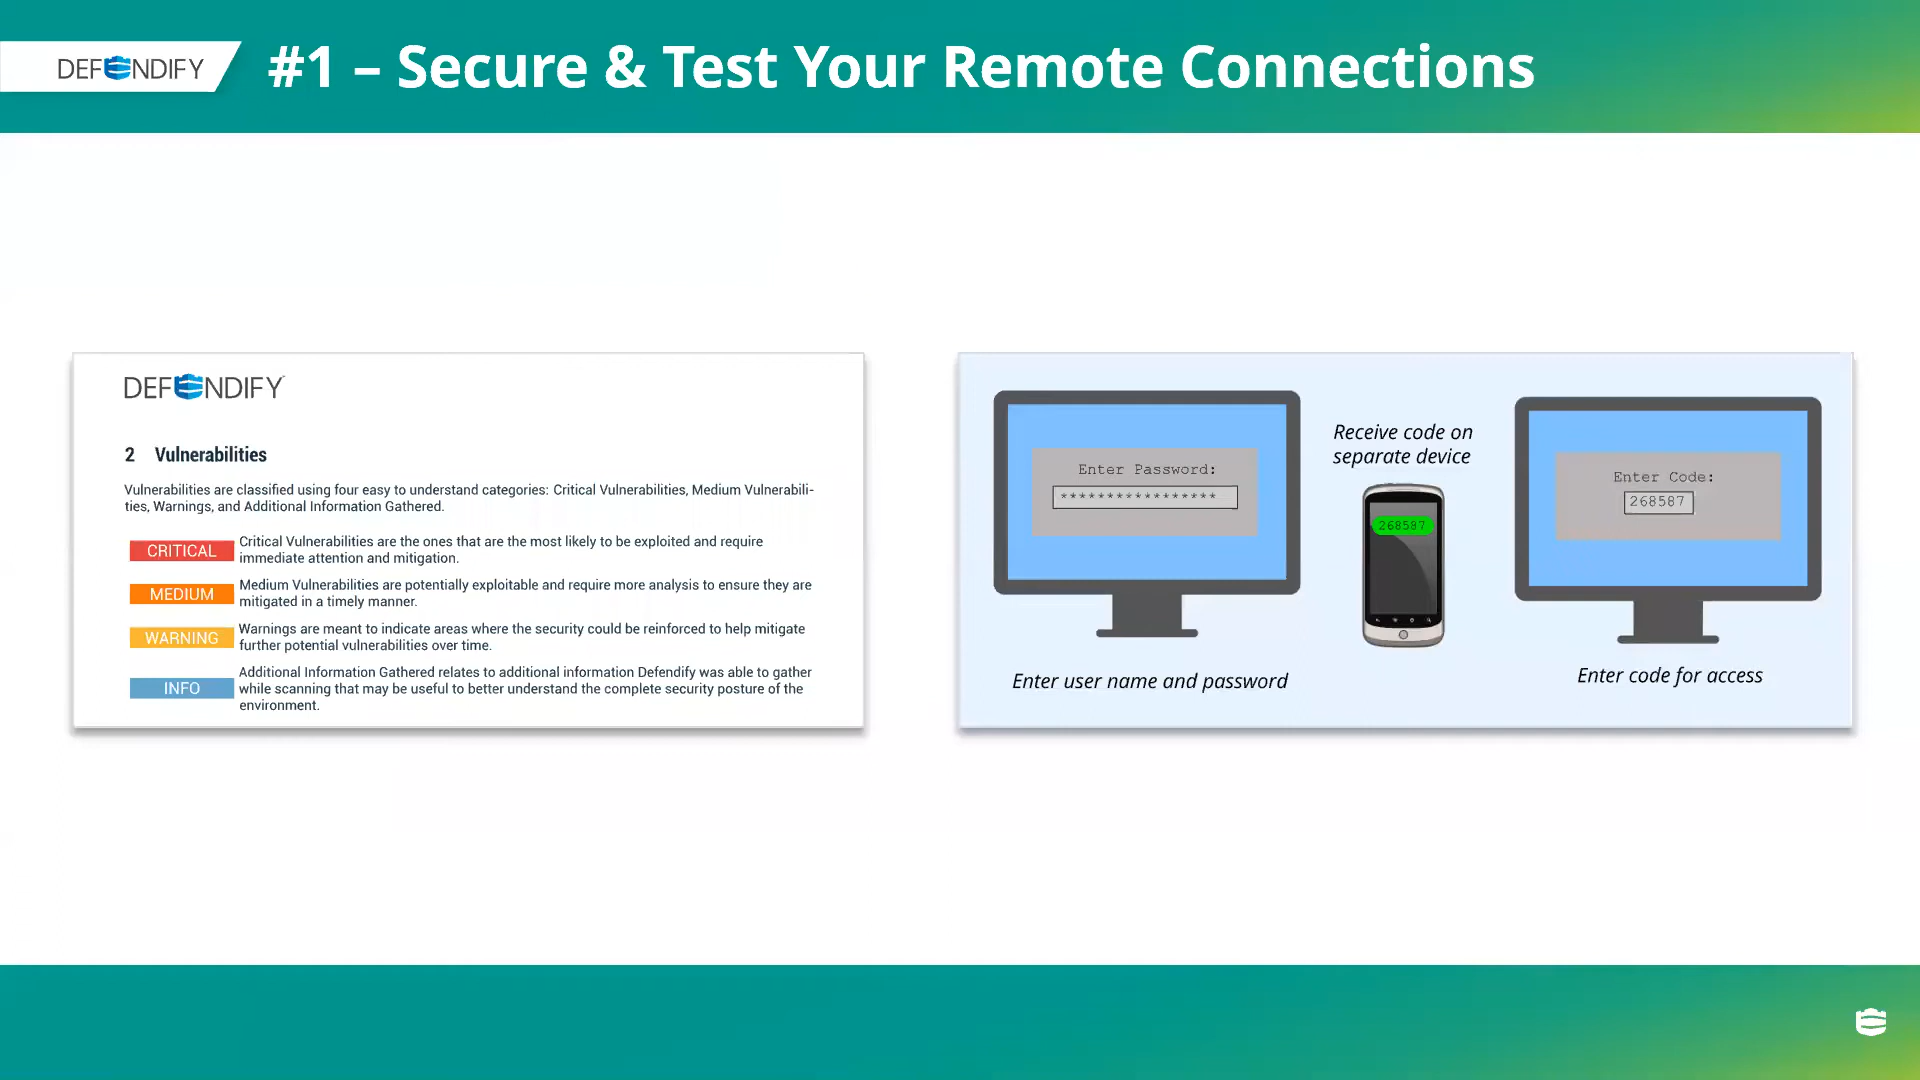 DEFENDIFY
#1 – Secure & Test Your Remote Connections
DEFENDIFY
2 Vulnerabilities
Vulnerabilities are classified using four easy to understand categories: Critical Vulnerabilities, Medium Vulnerabili-
ties, Warnings, and Additional Information Gathered.
CRITICAL
Critical Vulnerabilities are the ones that are the most likely to be exploited and require
immediate attention and mitigation.
MEDIUM
Medium Vulnerabilities are potentially exploitable and require more analysis to ensure they are
mitigated in a timely manner.
WARNING
Warnings are meant to indicate areas where the security could be reinforced to help mitigate
further potential vulnerabilities over time.
INFO
Additional Information Gathered relates to additional information Defendify was able to gather
while scanning that may be useful to better understand the complete security posture of the
environment.
Enter Password:
*****************
Enter user name and password
Receive code on
separate device
268587
Enter Code:
268587
Enter code for access